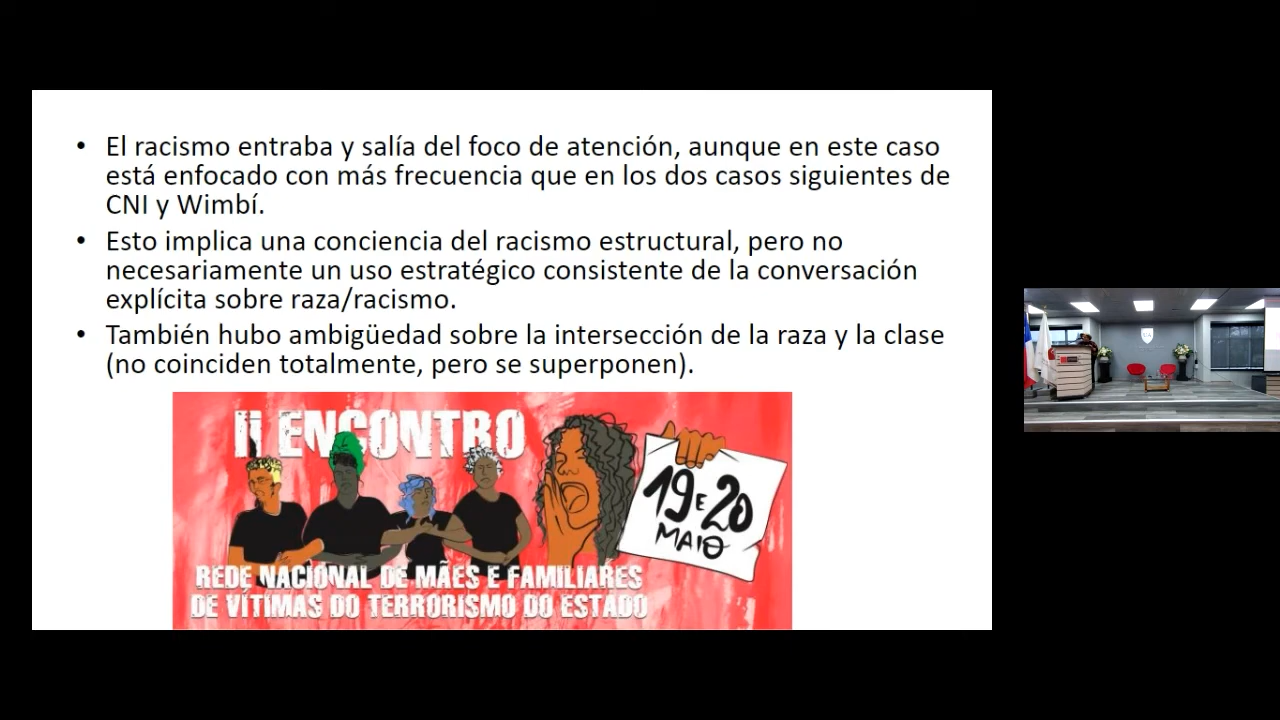 • El racismo entraba y salía del foco de atención, aunque en este caso
está enfocado con más frecuencia que en los dos casos siguientes de
CNI y Wimbí.
• Esto implica una conciencia del racismo estructural, pero no
necesariamente un uso estratégico consistente de la conversación
explícita sobre raza/racismo.
• También hubo ambigüedad sobre la intersección de la raza y la clase
(no coinciden totalmente, pero se superponen).
II ENCONTRO
19 E 20
MAIO
REDE NACIONAL DE MÃES E FAMILIARES
DE VÍTIMAS DO TERRORISMO DO ESTADO